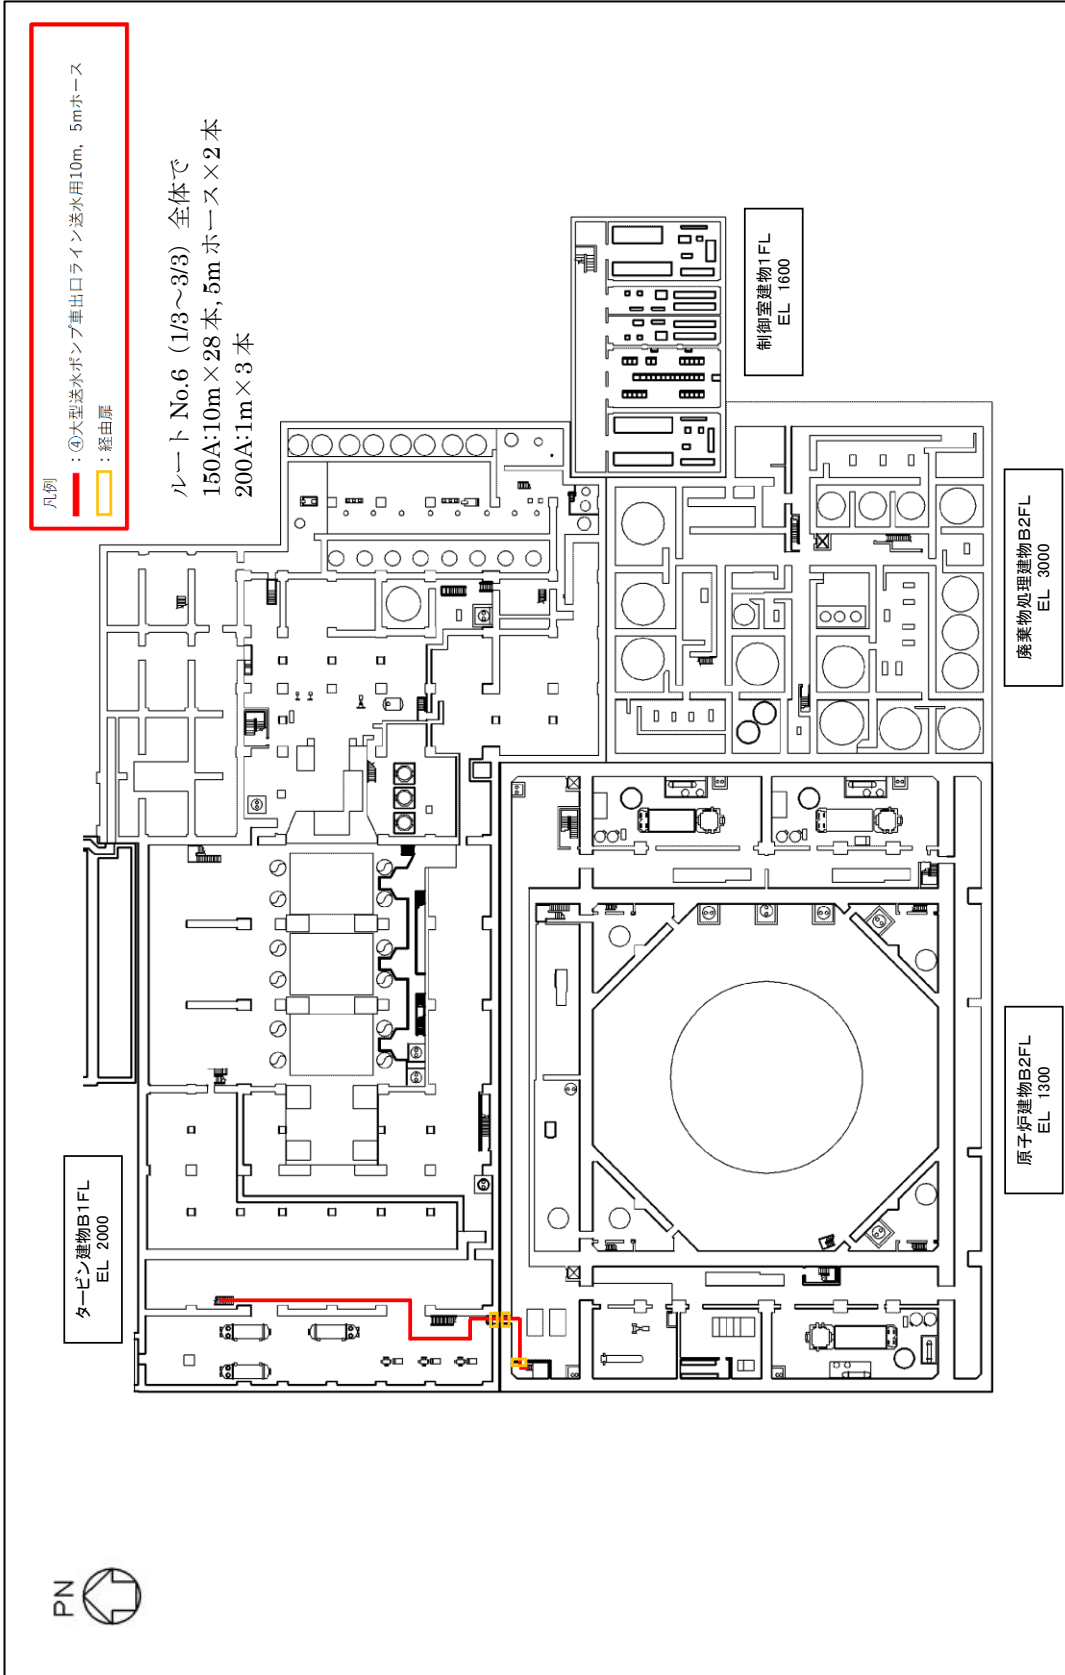 凡例
：④大型送水ポンプ車出口ライン送水用10m，5mホース
：経由扉
ルート No.6（1/3～3/3）全体で
150A:10m×28本,5mホース×2本
200A:1m×3本
制御室建物1FL
EL 1600
廃棄物処理建物B2FL
EL 3000
タービン建物B1FL
EL 2000
原子炉建物B2FL
EL 1300
PN